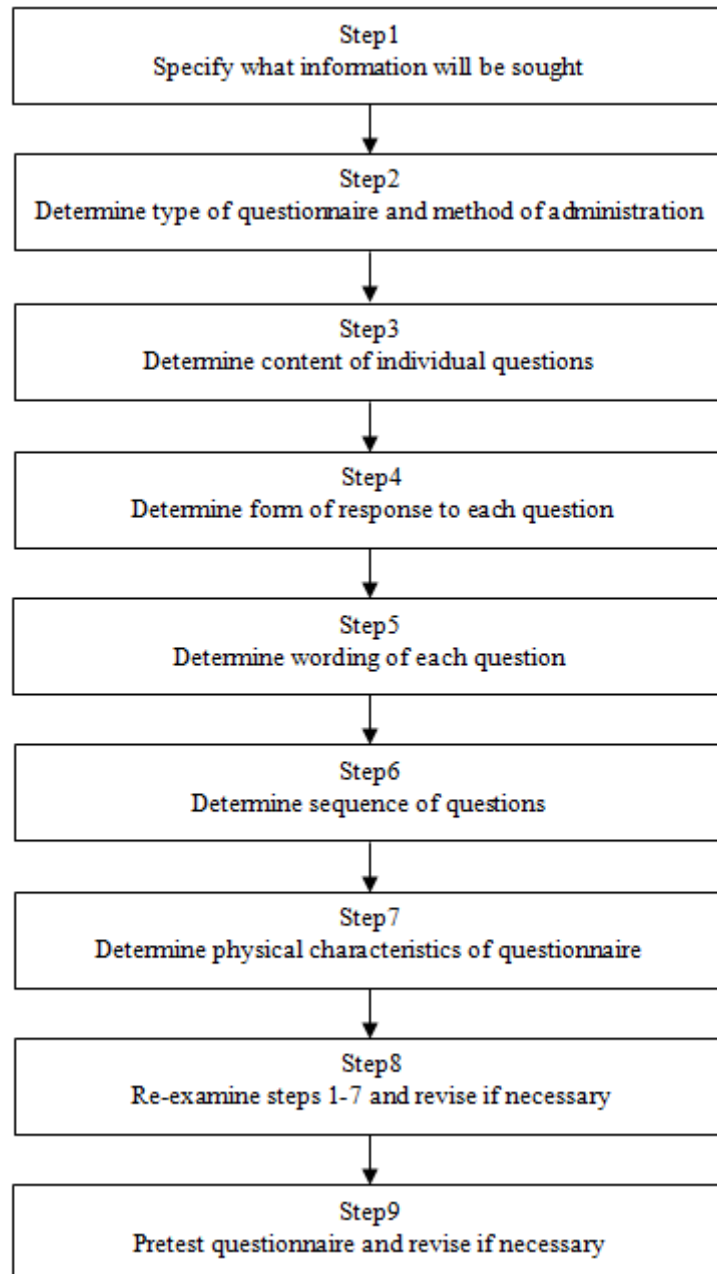 Step1
Specify what information will be sought
Step2
Determine type of questionnaire and method of administration
Step3
Determine content of individual questions
Step4
Determine form of response to each question
Step5
Determine wording of each question
Step6
Determine sequence of questions
Step7
Determine physical characteristics of questionnaire
Step8
Re-examine steps 1-7 and revise if necessary
Step9
Pretest questionnaire and revise if necessary